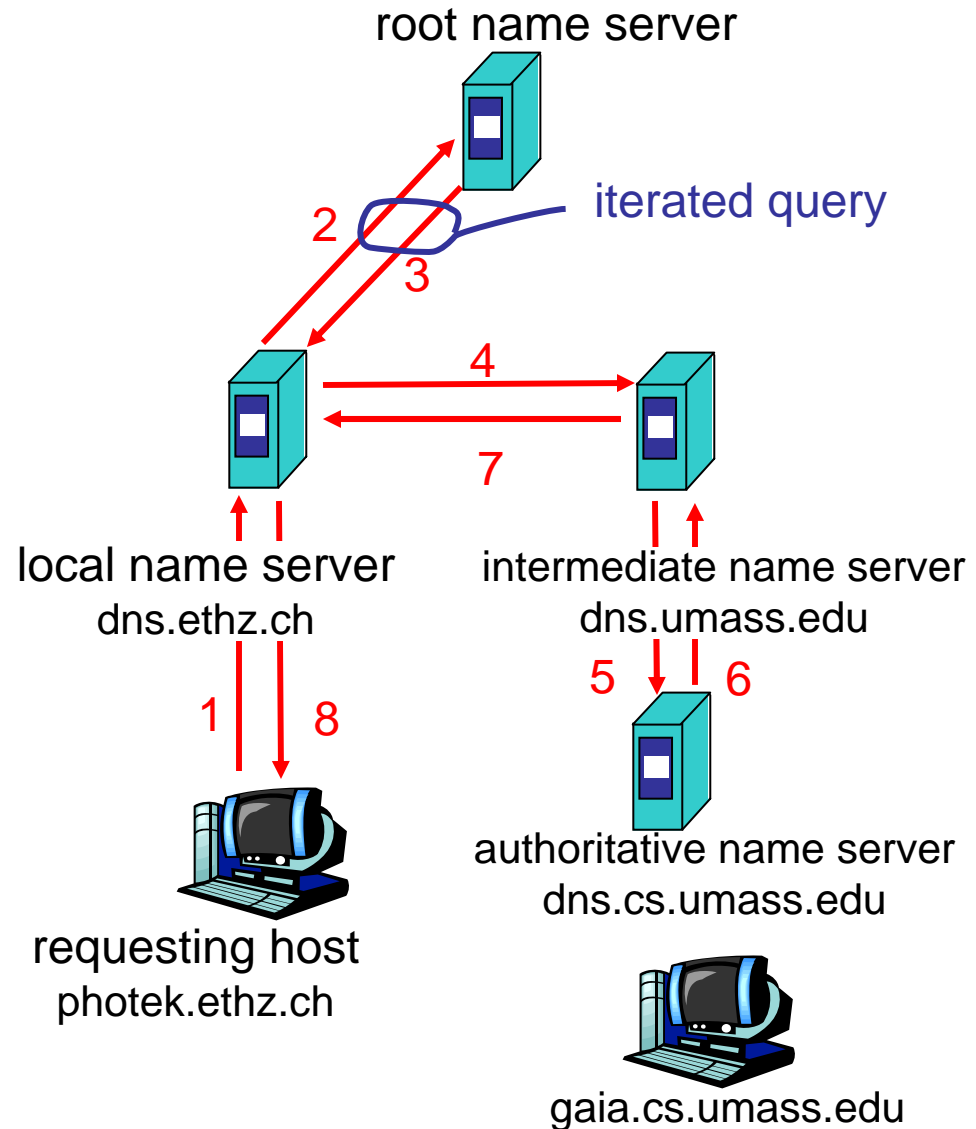 root name server
iterated query
2
3
4
7
local name server
dns.ethz.ch
intermediate name server
dns.umass.edu
5
6
1
8
authoritative name server
dns.cs.umass.edu
requesting host
photek.ethz.ch
gaia.cs.umass.edu